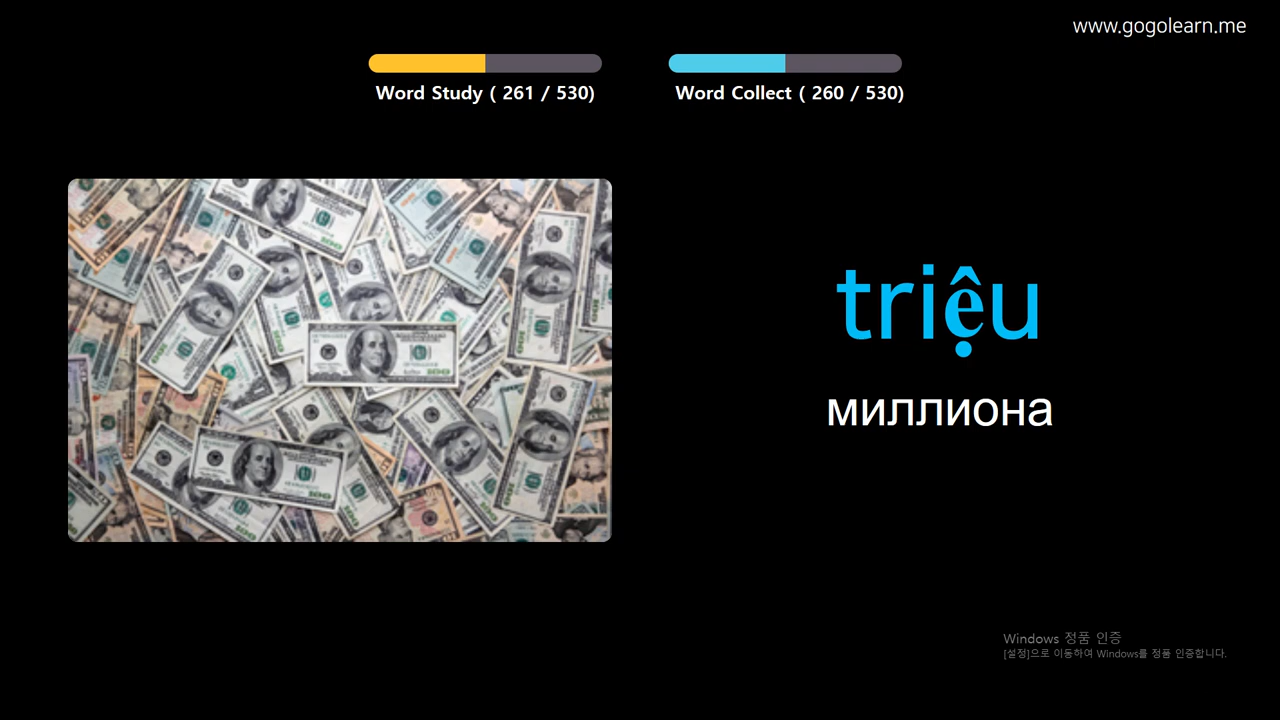 www.gogolearn.me
Word Study ( 261 / 530)
Word Collect ( 260 / 530)
triệu
миллиона
Windows 정품 인증
[설정]으로 이동하여 Windows를 정품 인증합니다.